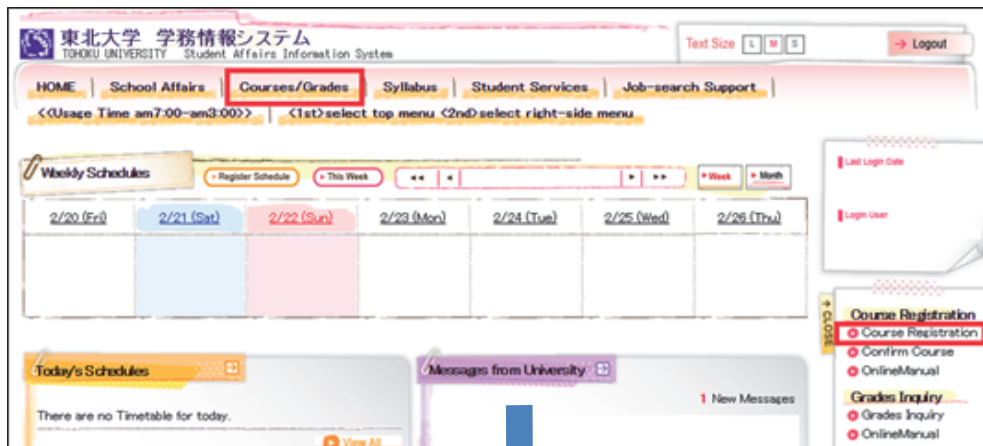 東北大学 学務情報システム
TOHOKU UNIVERSITY Student Affairs Information System
Text Size L M S
Logout
HOME School Affairs Courses/Grades Syllabus Student Services Job-search Support
<<Usage Time am7:00-am3:00>> <1st>select top menu <2nd>select right-side menu
Weekly Schedules
Register Schedule This Week Week Month
2/20 (Fri) 2/21 (Sat) 2/22 (Sun) 2/23 (Mon) 2/24 (Tue) 2/25 (Wed) 2/26 (Thu)
Last Login Date
Login User
CLOSE
Course Registration
Course Registration
Confirm Course
OnlineManual
Grades Inquiry
Grades Inquiry
OnlineManual
Today's Schedules
There are no Timetable for today.
View All
Messages from University
1 New Messages